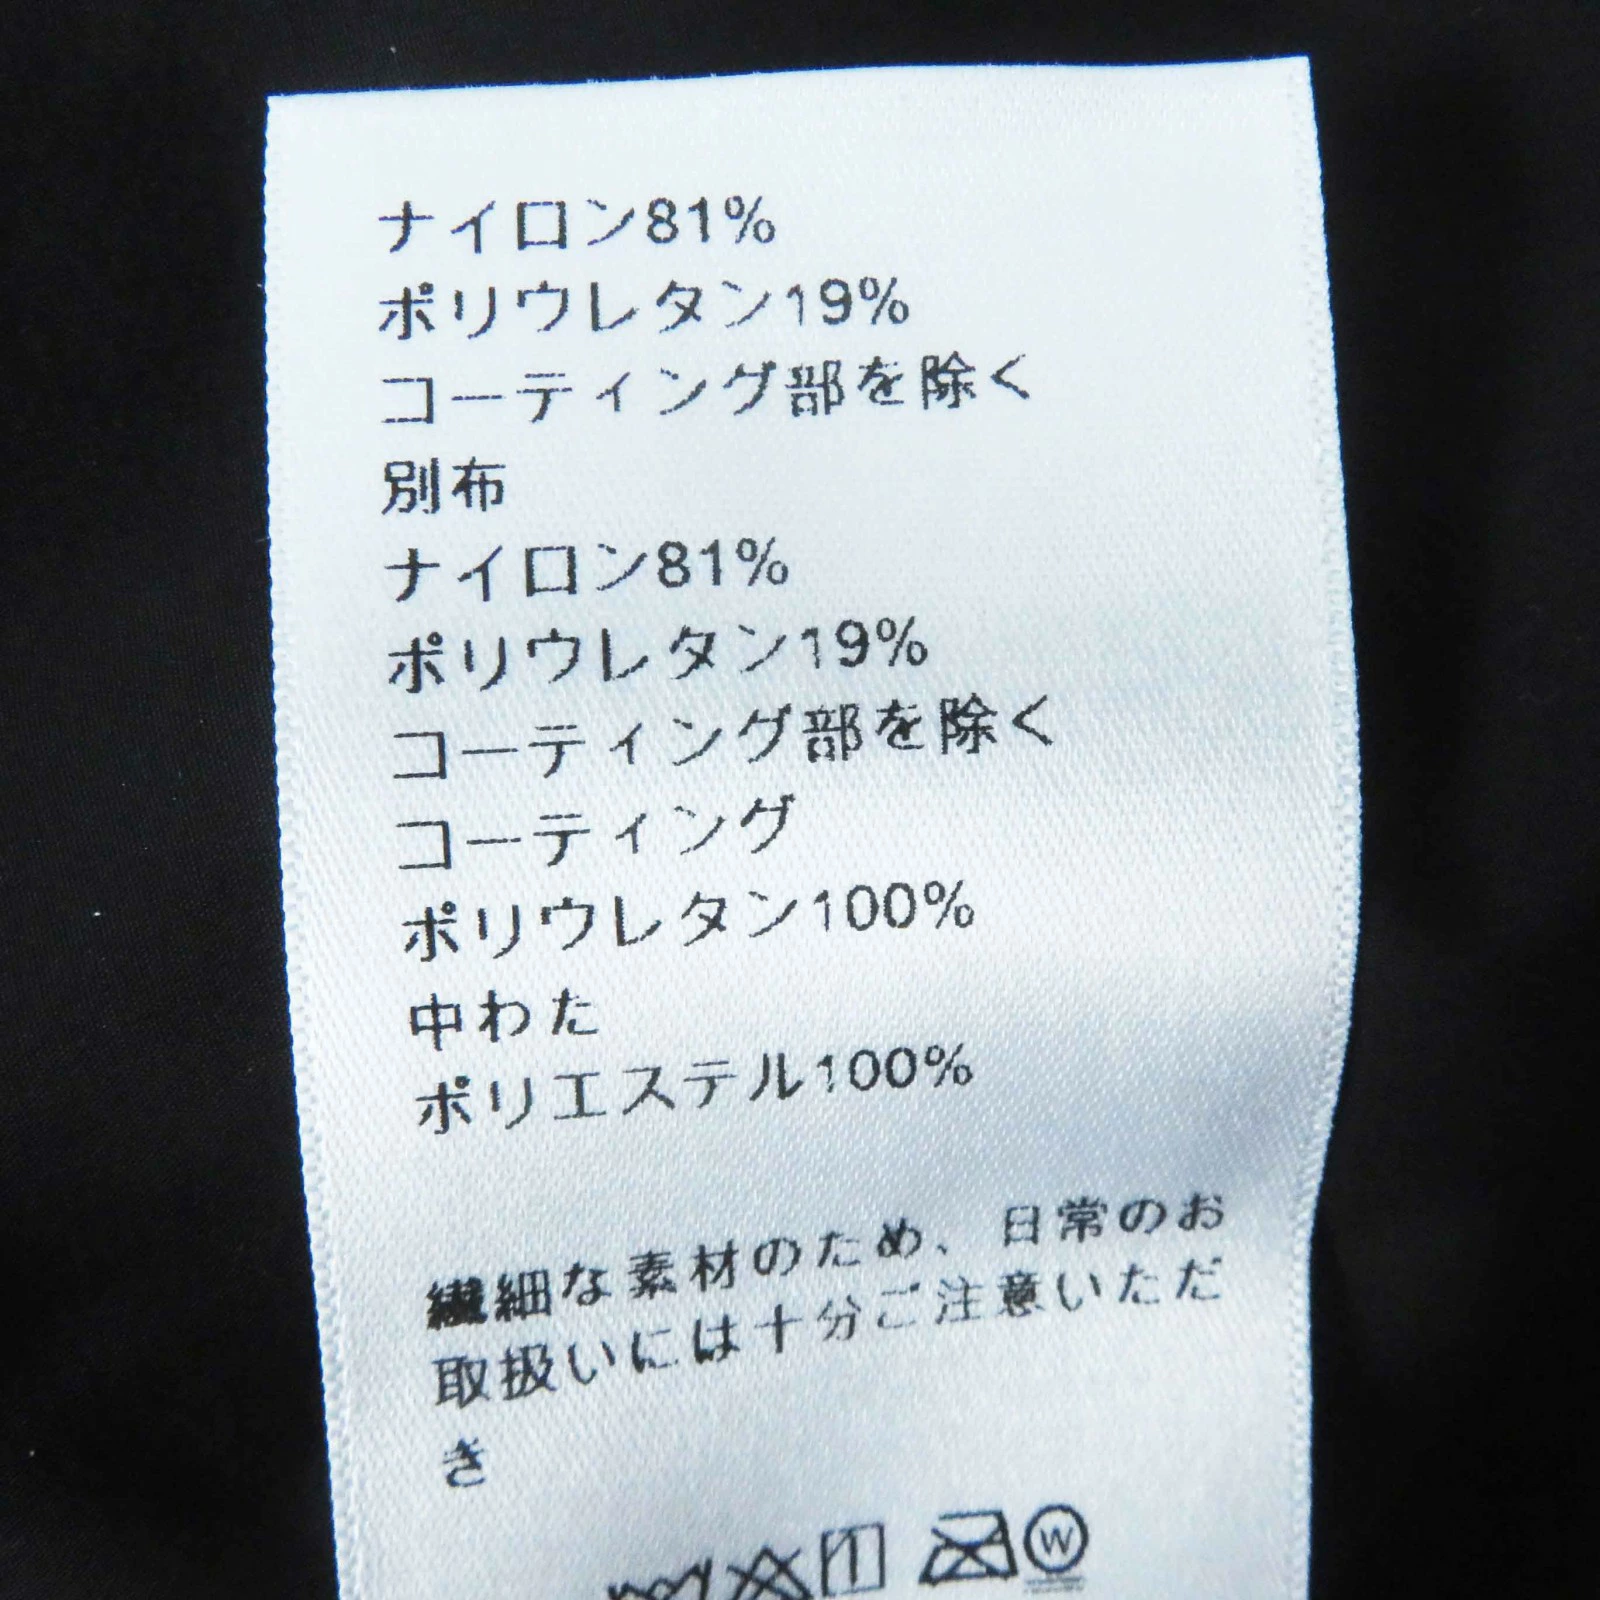 ナイロン81%
ポリウレタン19%
コーティング部を除く
別布
ナイロン81%
ポリウレタン19%
コーティング部を除く
コーティング
ポリウレタン100%
中わた
ポリエステル100%
繊細な素材のため、日常のお
取扱いには十分ご注意いただ
き
W